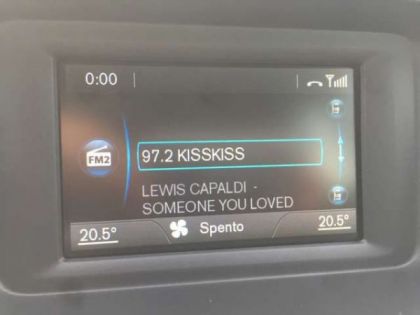 0:00
FM2
97.2 KISSKISS
LEWIS CAPALDI -
SOMEONE YOU LOVED
20.5° Spento 20.5°